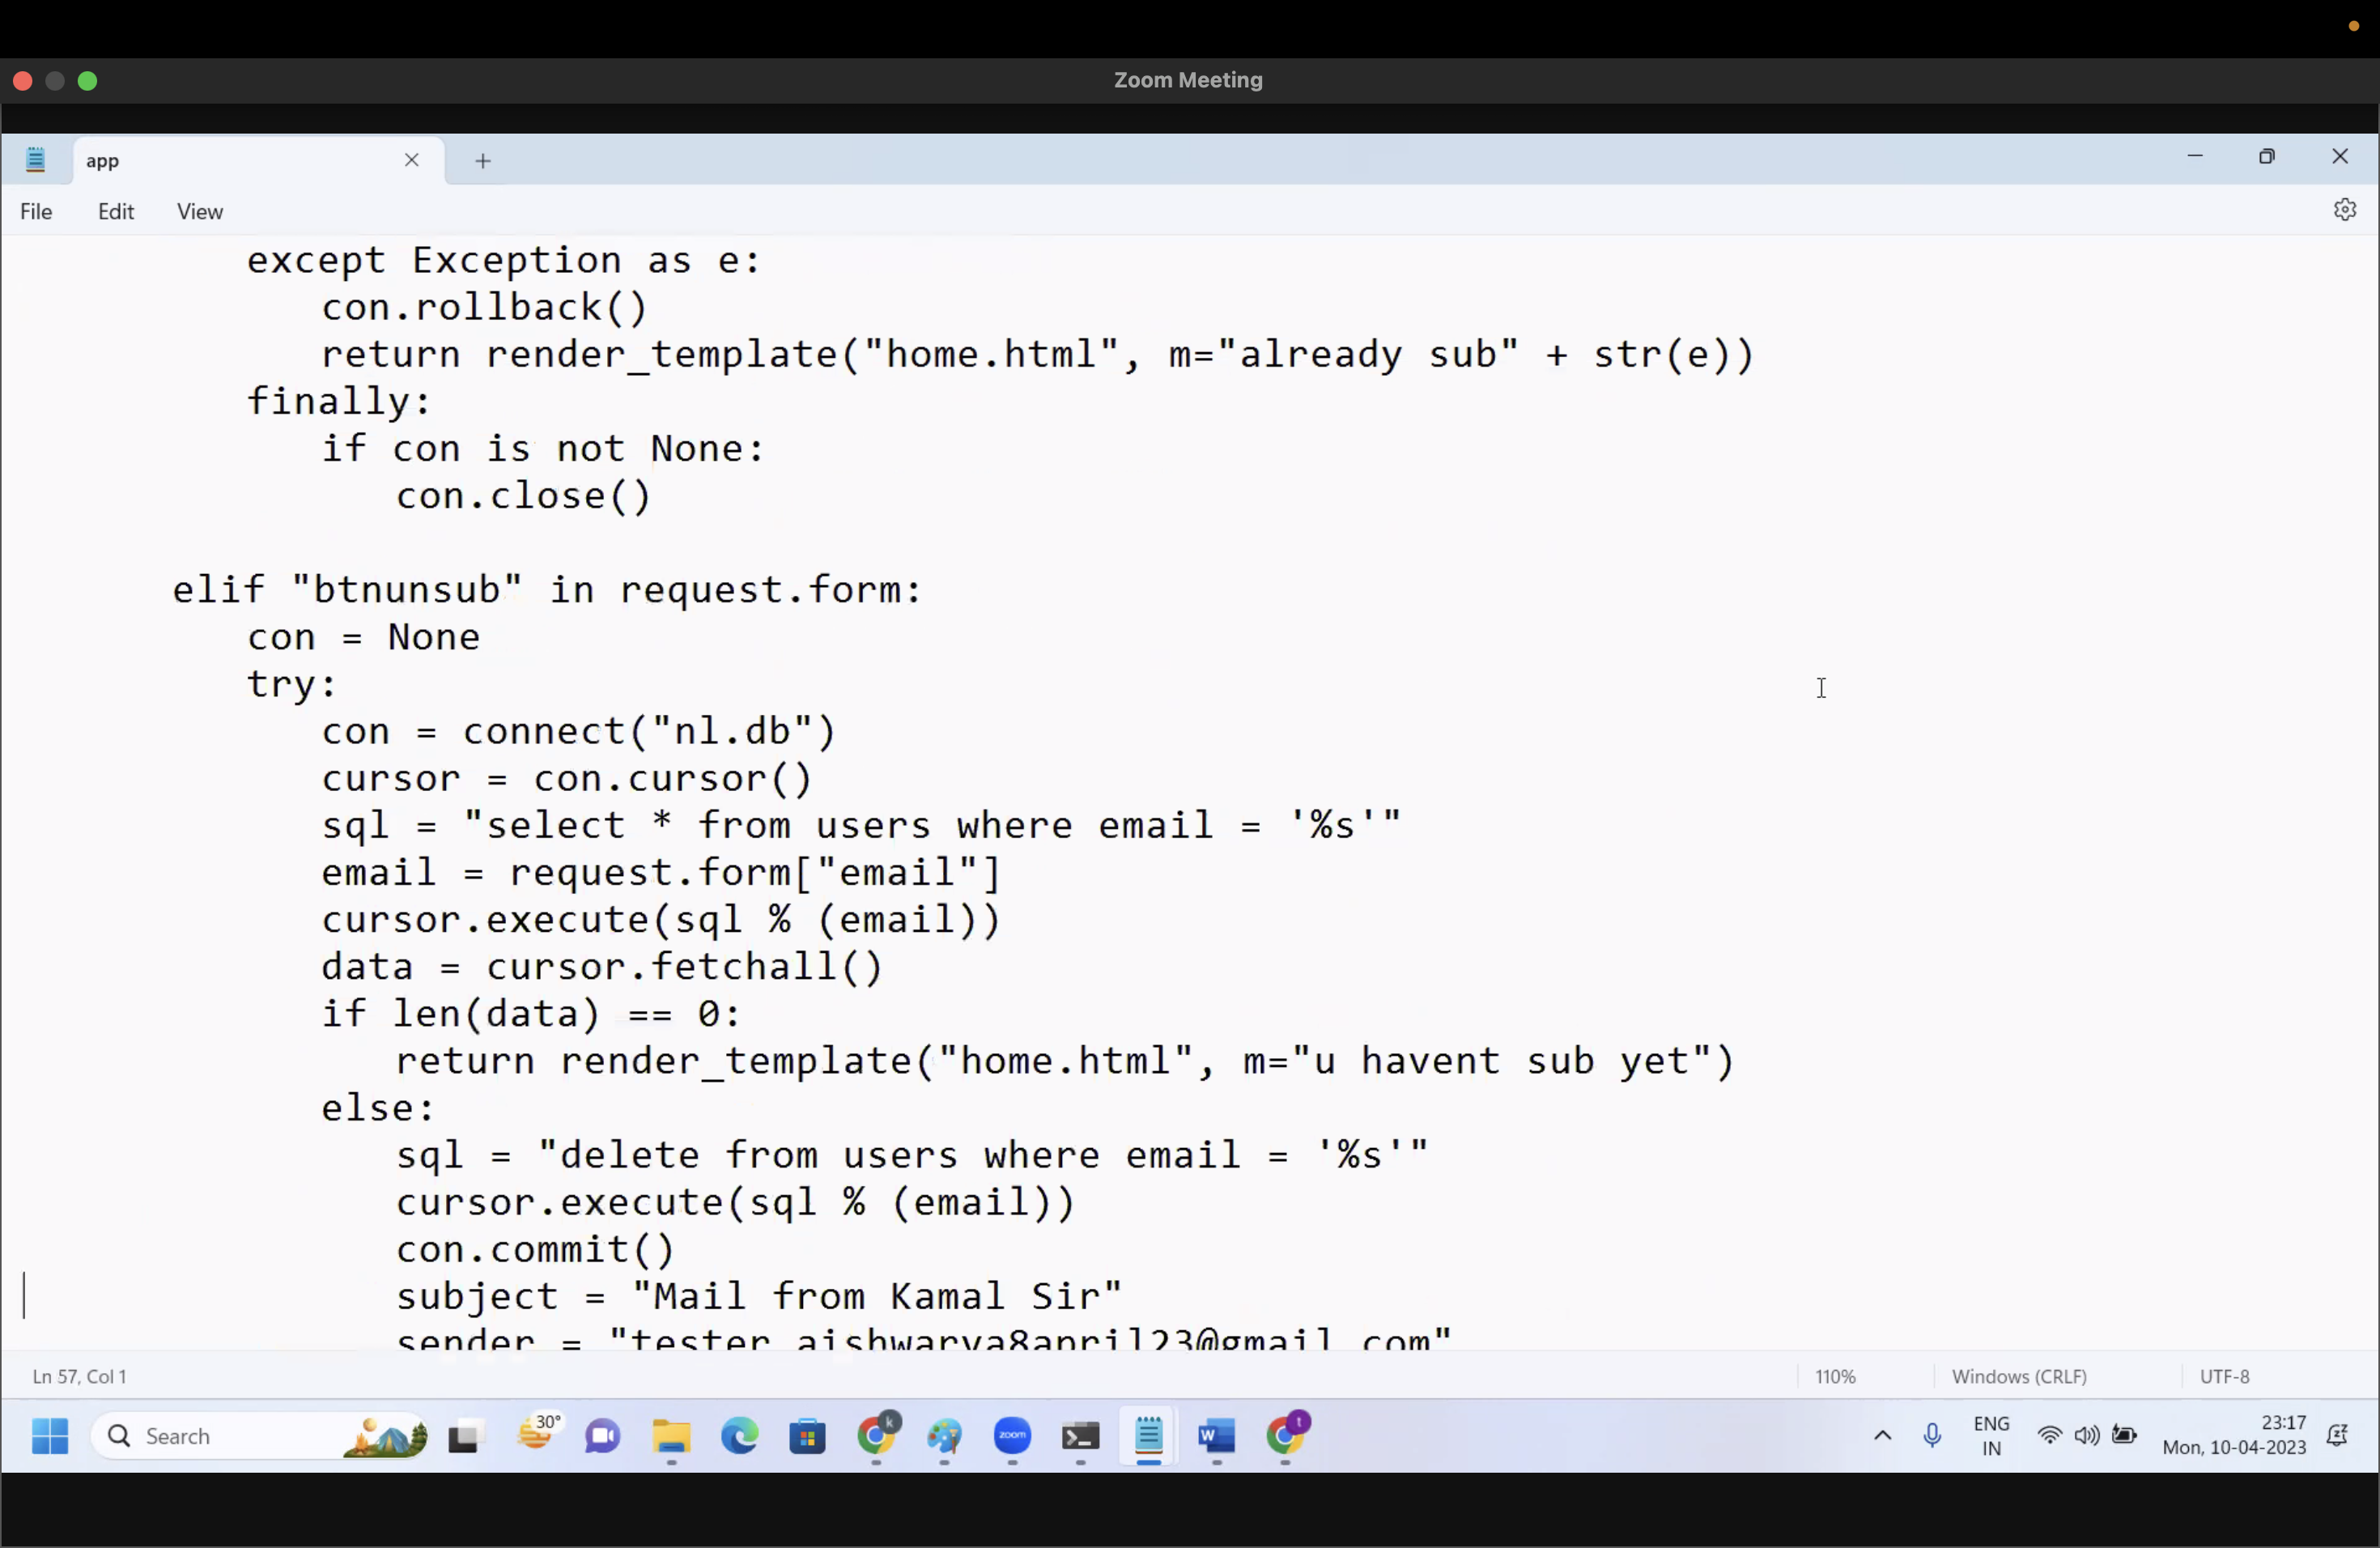 Zoom Meeting
app
File Edit View
except Exception as e:
con.rollback()
return render_template("home.html", m="already sub" + str(e))
finally:
if con is not None:
con.close()
elif "btnunsub" in request.form:
con = None
try:
con = connect("nl.db")
cursor = con.cursor()
sql = "select * from users where email = '%s'"
email = request.form["email"]
cursor.execute(sql % (email))
data = cursor.fetchall()
if len(data) == 0:
return render_template("home.html", m="u havent sub yet")
else:
sql = "delete from users where email = '%s'"
cursor.execute(sql % (email))
con.commit()
subject = "Mail from Kamal Sir"
sender = "tester.aishwarya8april23@gmail.com"
Ln 57, Col 1 110% Windows (CRLF) UTF-8
Search 30° k zoom W t ENG 23:17
IN Mon, 10-04-2023